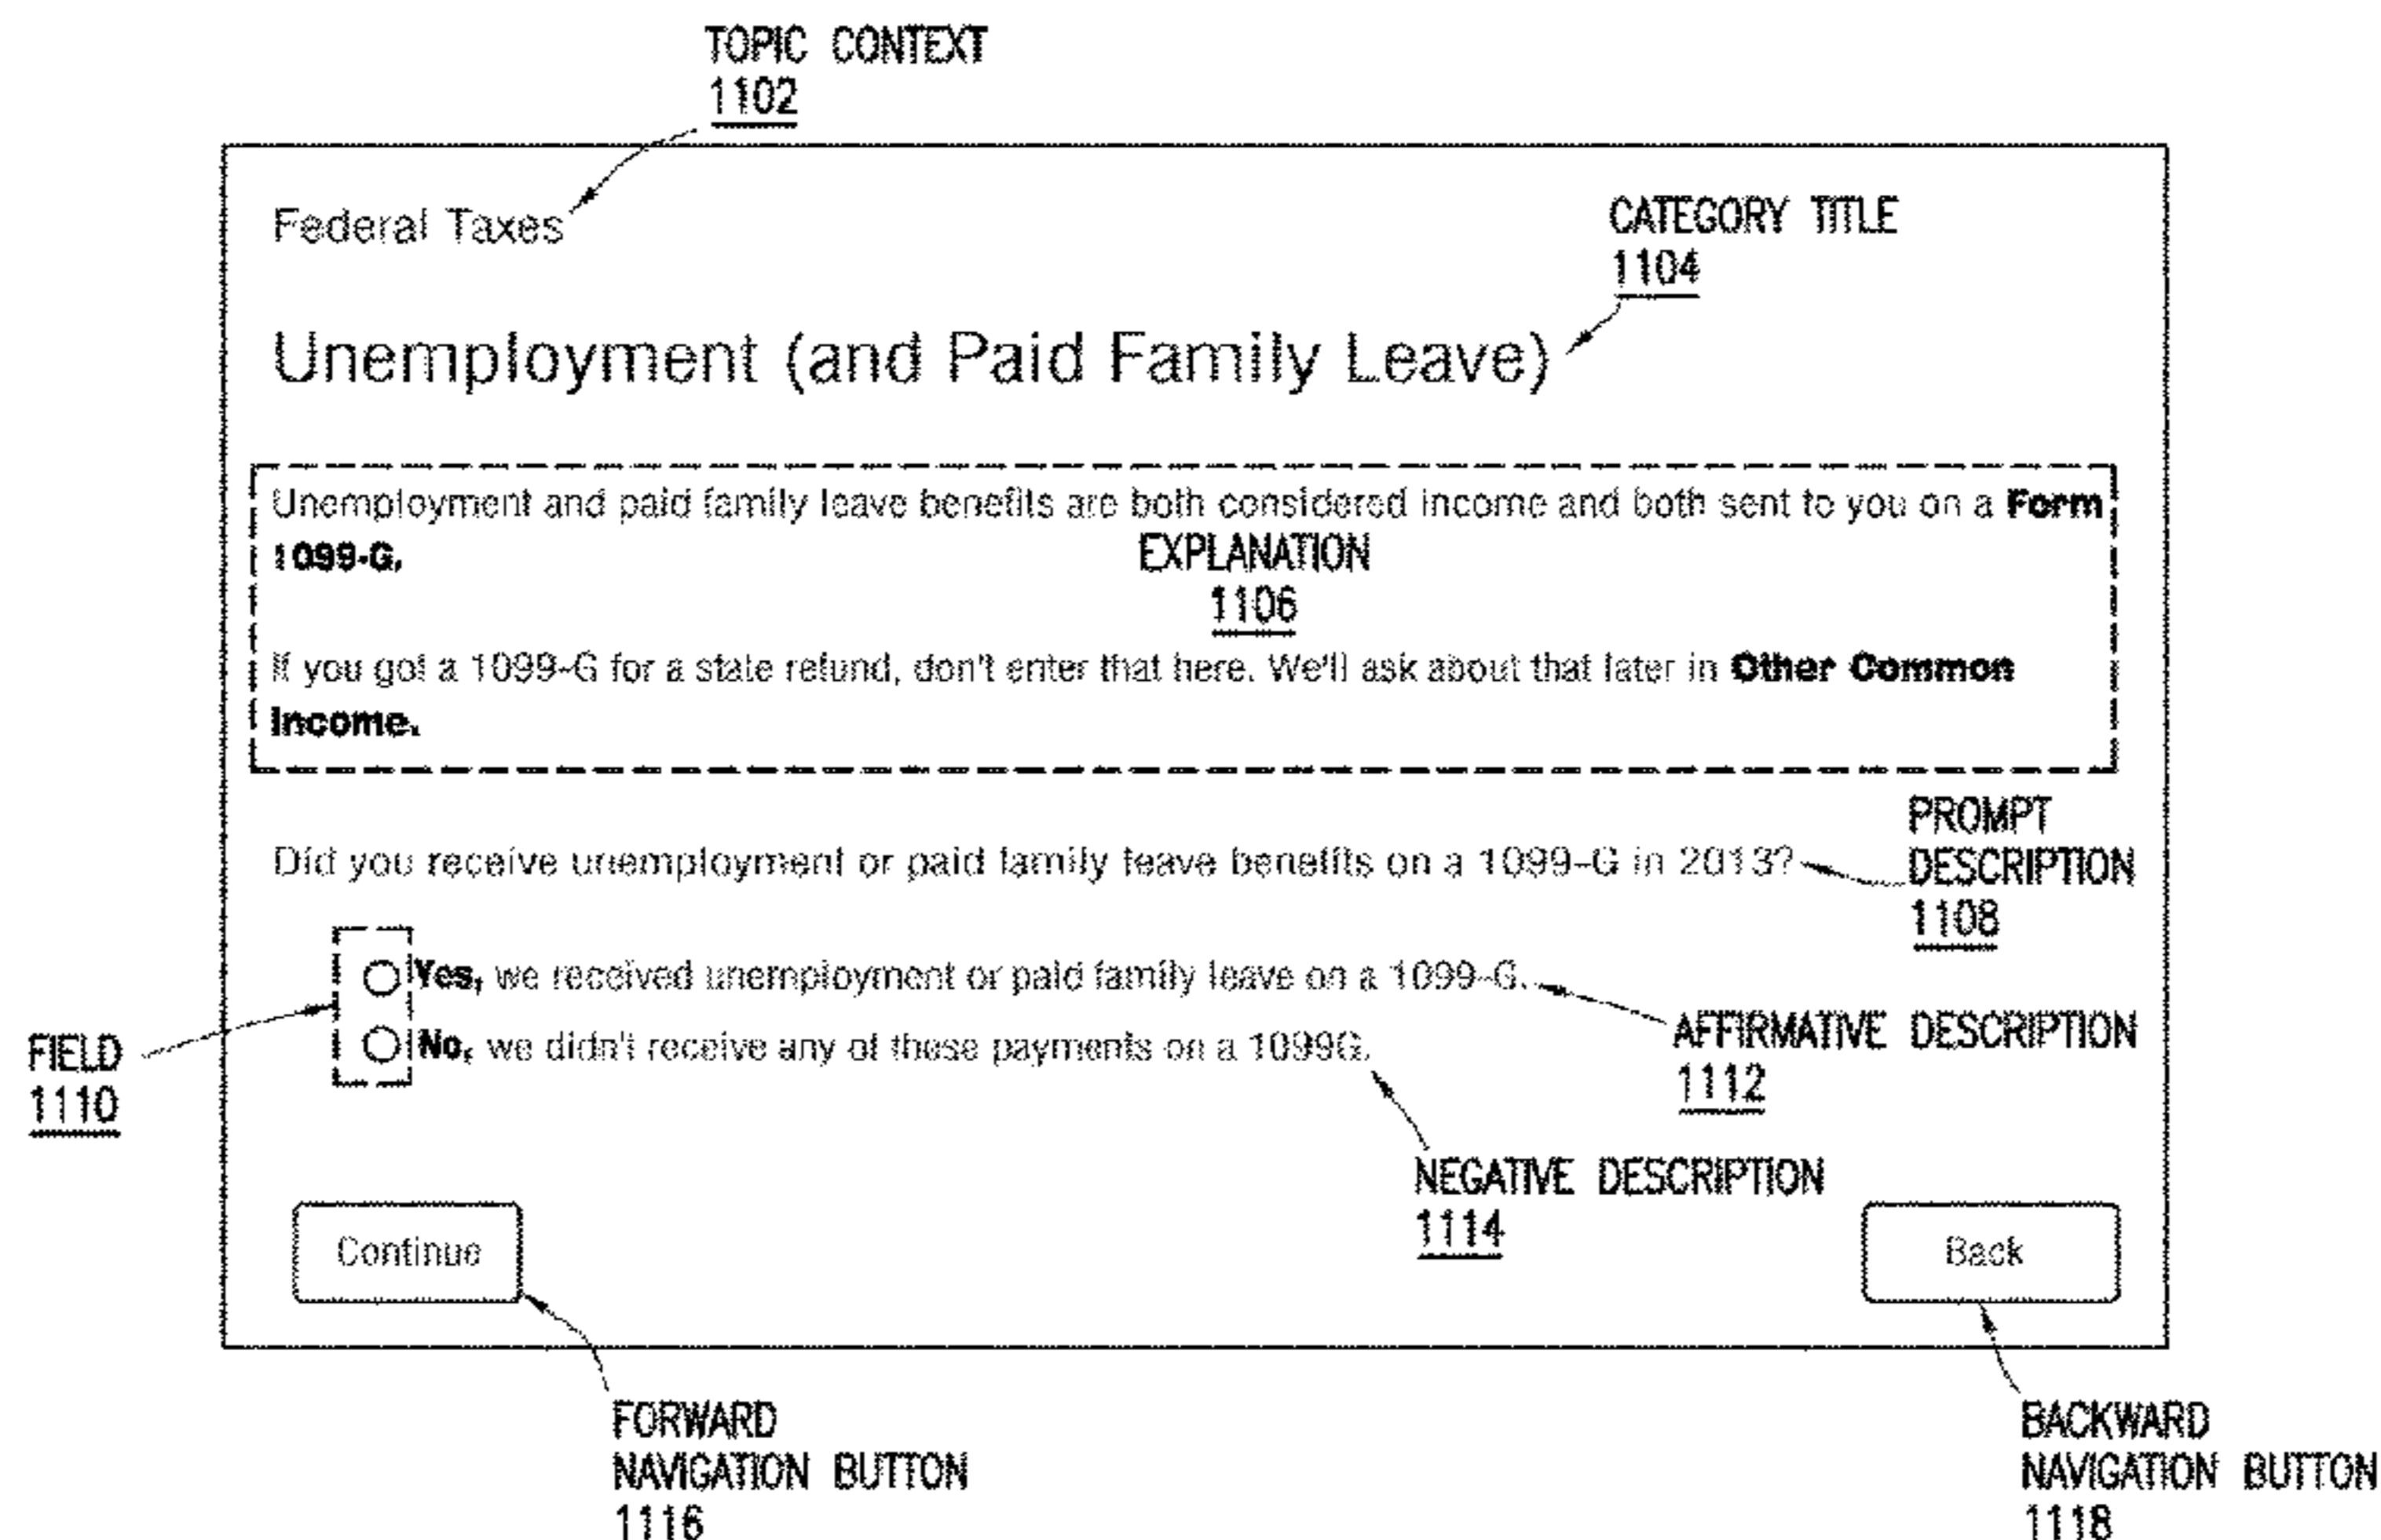 TOPIC CONTEXT
1102
Federal Taxes
CATEGORY TITLE
1104
Unemployment (and Paid Family Leave)
Unemployment and paid family leave benefits are both considered income and both sent to you on a Form
1099-G.
EXPLANATION
1106
If you got a 1099-G for a state refund, don't enter that here. We'll ask about that later in Other Common
Income.
PROMPT
DESCRIPTION
1108
Did you receive unemployment or paid family leave benefits on a 1099-G in 2013?
Yes, we received unemployment or paid family leave on a 1099-G.
AFFIRMATIVE DESCRIPTION
1112
FIELD
1110
No, we didn't receive any of these payments on a 1099G.
NEGATIVE DESCRIPTION
1114
Continue
Back
FORWARD
NAVIGATION BUTTON
1116
BACKWARD
NAVIGATION BUTTON
1118